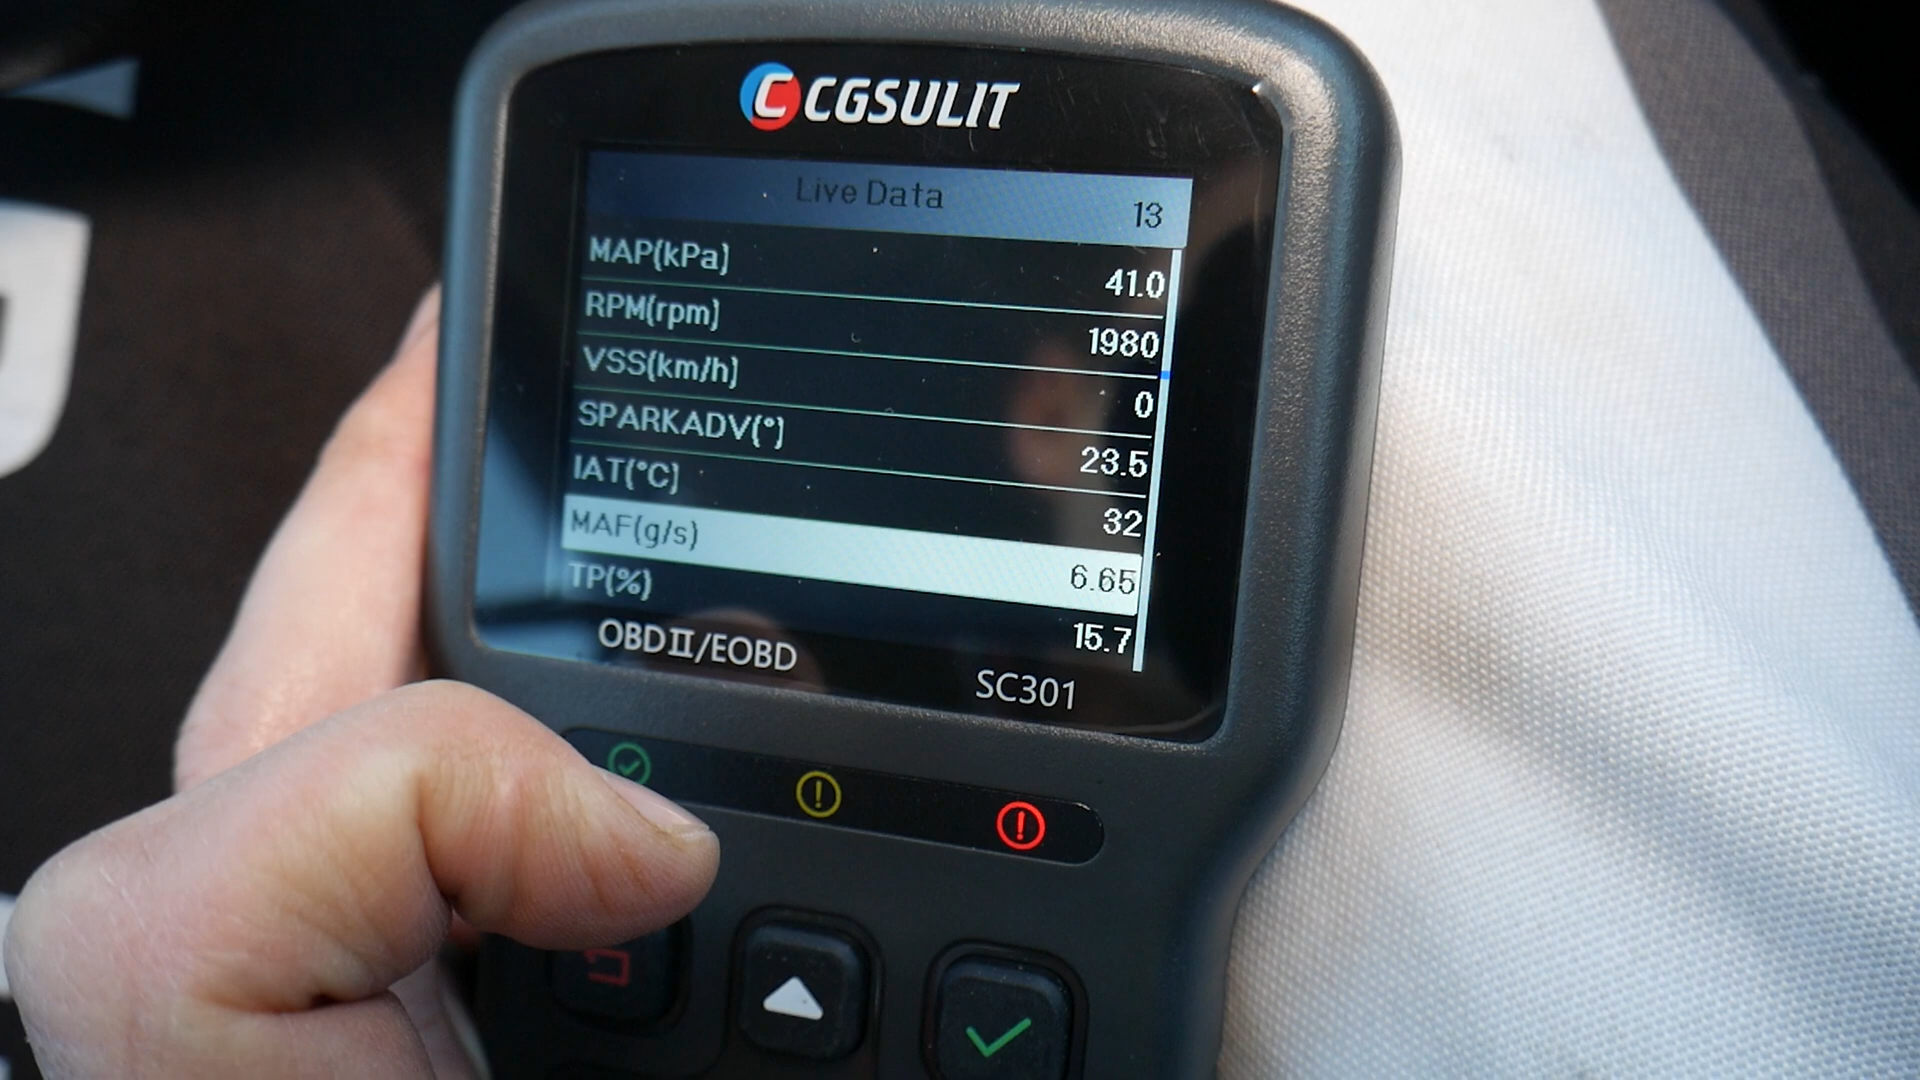 CGSULIT
Live Data 13
MAP(kPa) 41.0
RPM(rpm) 1980
VSS(km/h) 0
SPARKADV(°) 23.5
IAT(°C) 32
MAF(g/s) 6.65
TP(%) 15.7
OBDII/EOBD SC301